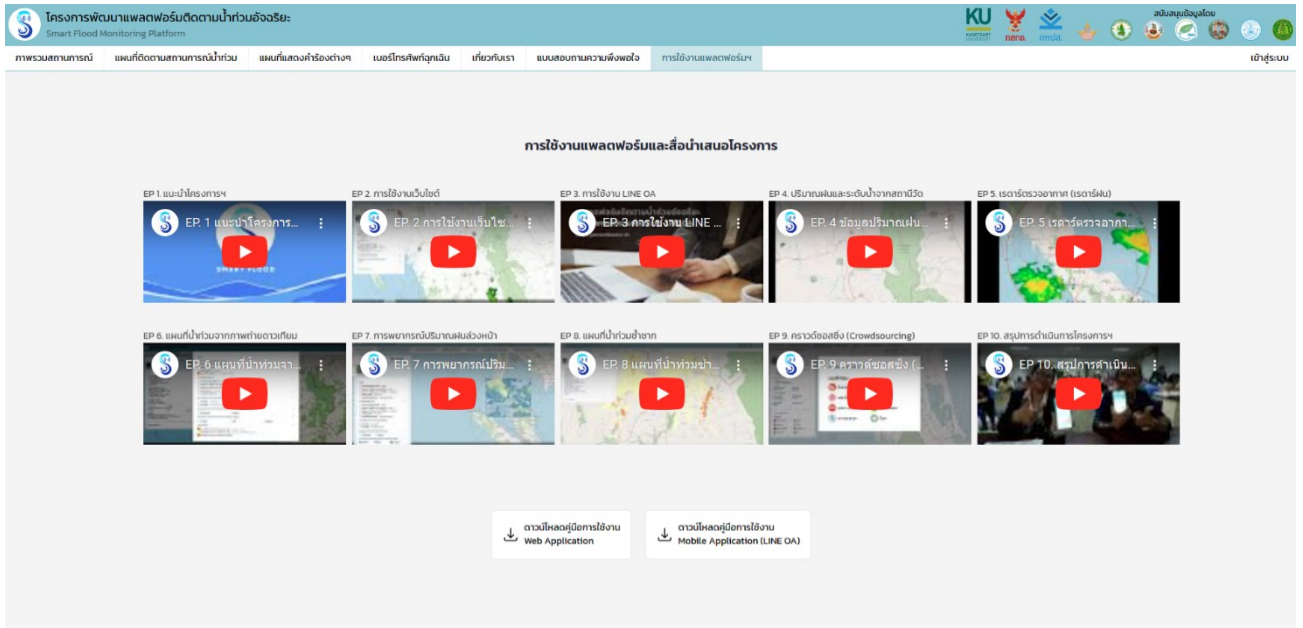 โครงการพัฒนาแพลตฟอร์มติดตามน้ำท่วมอัจฉริยะ
Smart Flood Monitoring Platform
KU
KASETSART
UNIVERSITY
กสทช.
กทปส.
สนับสนุนข้อมูลโดย
ภาพรวมสถานการณ์ แผนที่ติดตามสถานการณ์น้ำท่วม แผนที่แสดงคำร้องต่างๆ เบอร์โทรศัพท์ฉุกเฉิน เกี่ยวกับเรา แบบสอบถามความพึงพอใจ การใช้งานแพลตฟอร์มฯ เข้าสู่ระบบ
การใช้งานแพลตฟอร์มและสื่อนำเสนอโครงการ
EP 1. แนะนำโครงการฯ EP 2. การใช้งานเว็บไซต์ EP 3. การใช้งาน LINE OA EP 4. ปริมาณฝนและระดับน้ำจากสถานีวัด EP 5. เรดาร์ตรวจอากาศ (เรดาร์ฝน)
EP. 1 แนะนำโครงการ... EP. 2 การใช้งานเว็บไซ... EP. 3 การใช้งาน LINE ... EP. 4 ข้อมูลปริมาณฝน... EP. 5 เรดาร์ตรวจอากา...
SMART FLOOD
EP 6. แผนที่น้ำท่วมจากภาพถ่ายดาวเทียม EP 7. การพยากรณ์ปริมาณฝนล่วงหน้า EP 8. แผนที่น้ำท่วมซ้ำซาก EP 9. คราวด์ซอสซิ่ง (Crowdsourcing) EP 10. สรุปการดำเนินการโครงการฯ
EP. 6 แผนที่น้ำท่วมจา... EP. 7 การพยากรณ์ปริม... EP. 8 แผนที่น้ำท่วมซ้ำ... EP. 9 คราวด์ซอสซิ่ง (... EP 10. สรุปการดำเนิน...
ดาวน์โหลดคู่มือการใช้งาน
Web Application
ดาวน์โหลดคู่มือการใช้งาน
Mobile Application (LINE OA)